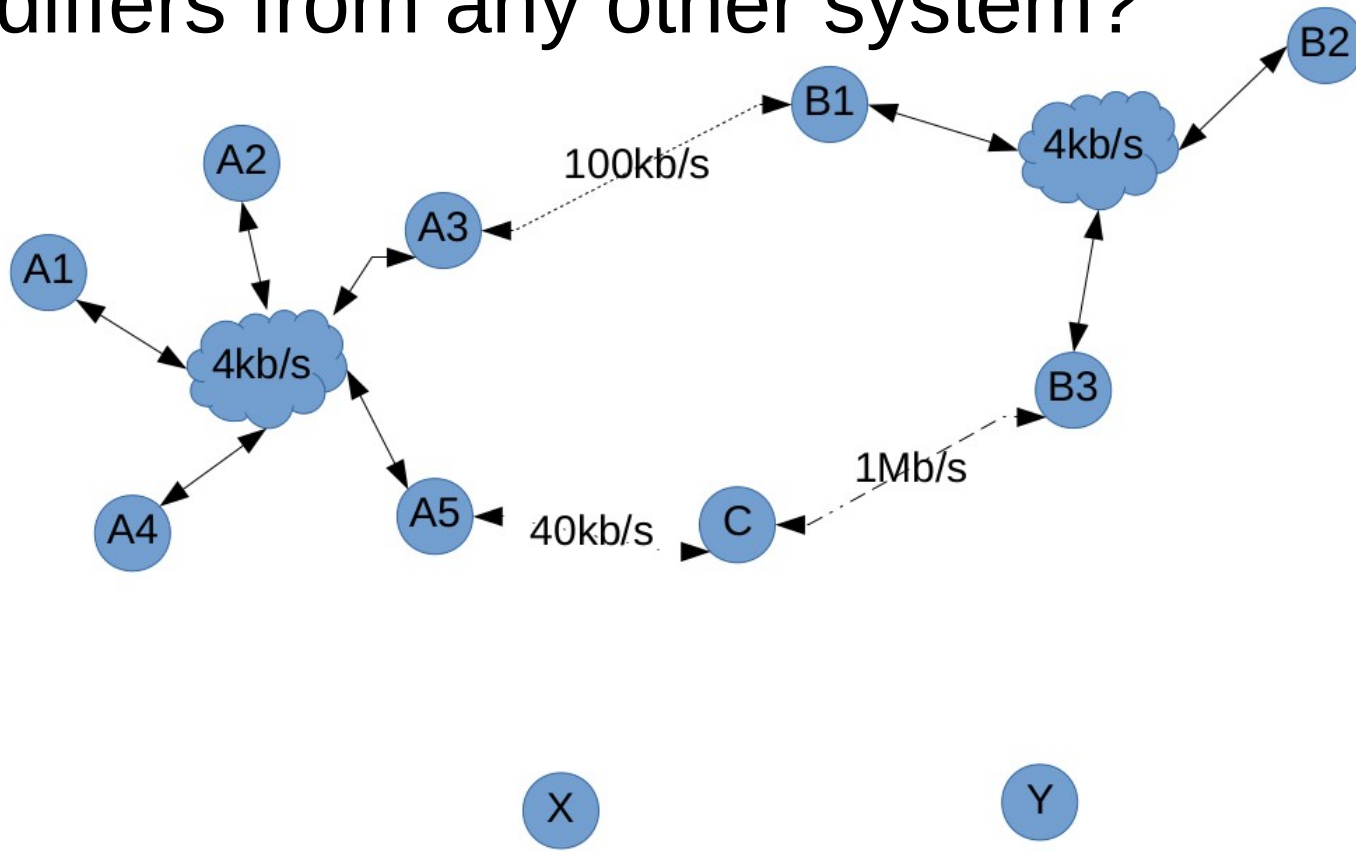 differs from any other system?
B2
B1
4kb/s
A2
100kb/s
A3
A1
4kb/s
B3
1Mb/s
A5
40kb/s
C
A4
X
Y